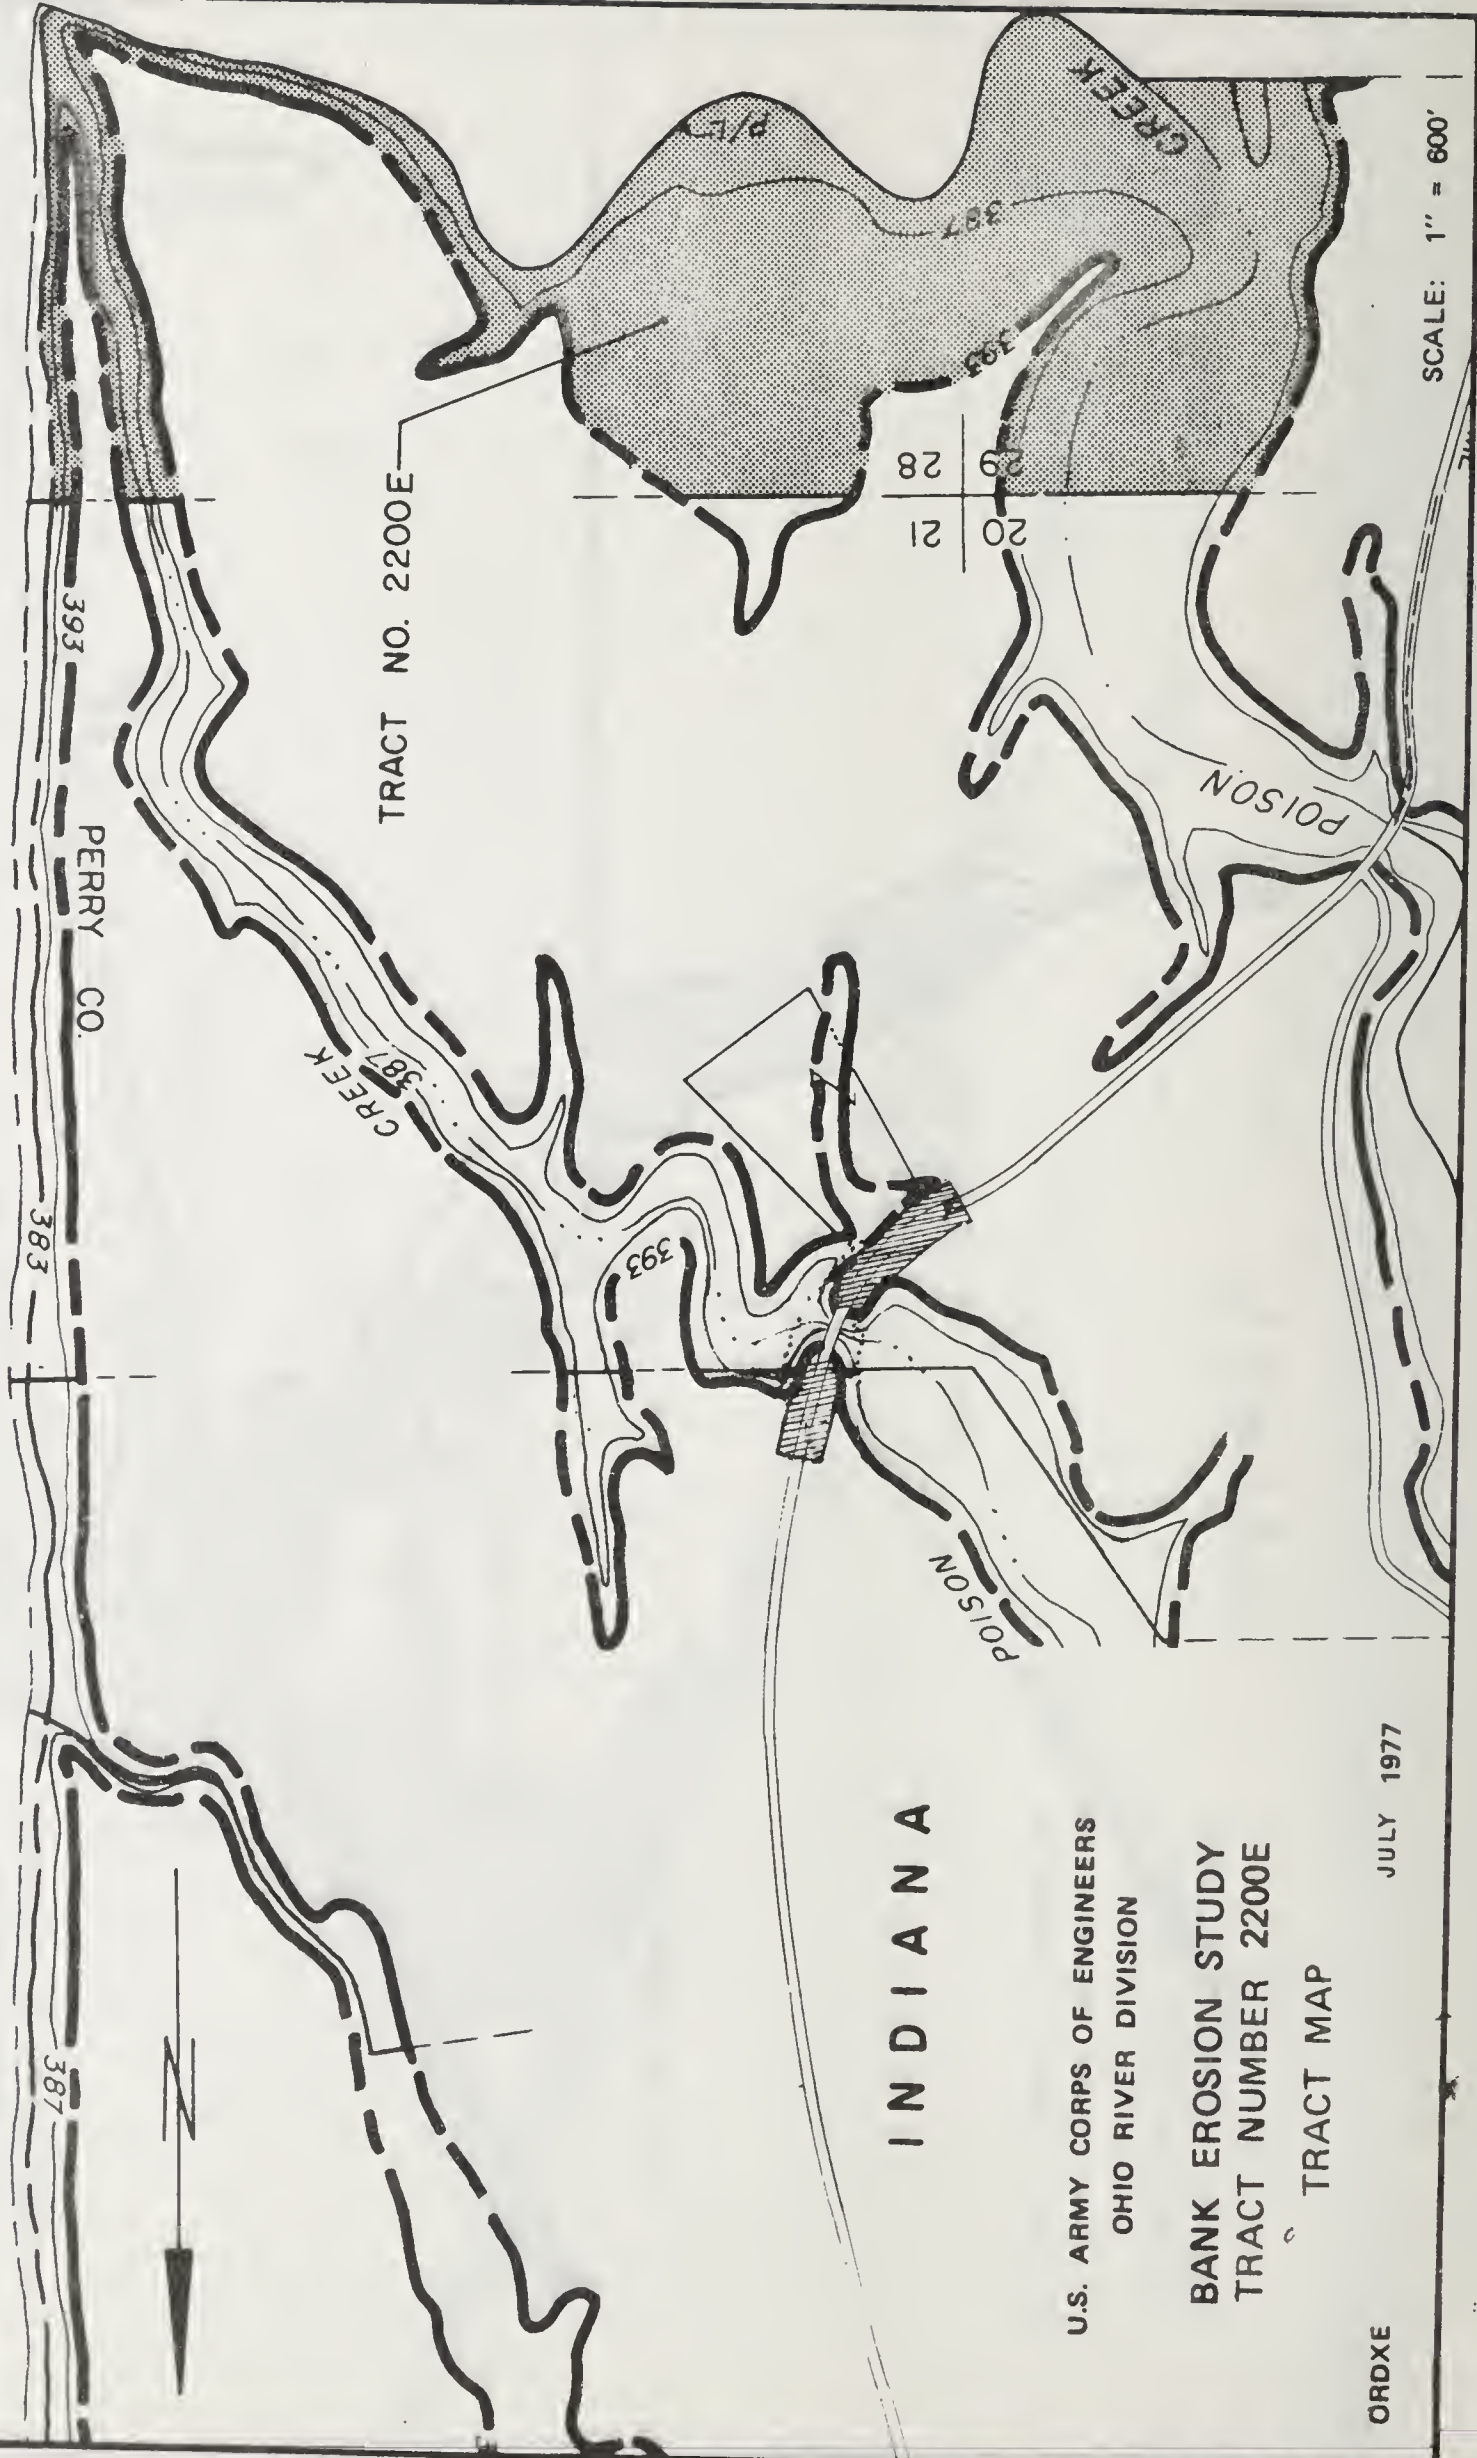 CREEK
P/L
387
393
28
29
21
20
TRACT NO. 2200E
393
PERRY CO.
383
387
CREEK
387
393
POISON
POISON
N
SCALE: 1" = 600'
INDIANA
U.S. ARMY CORPS OF ENGINEERS
OHIO RIVER DIVISION
BANK EROSION STUDY
TRACT NUMBER 2200E
TRACT MAP
ORDXE
JULY 1977